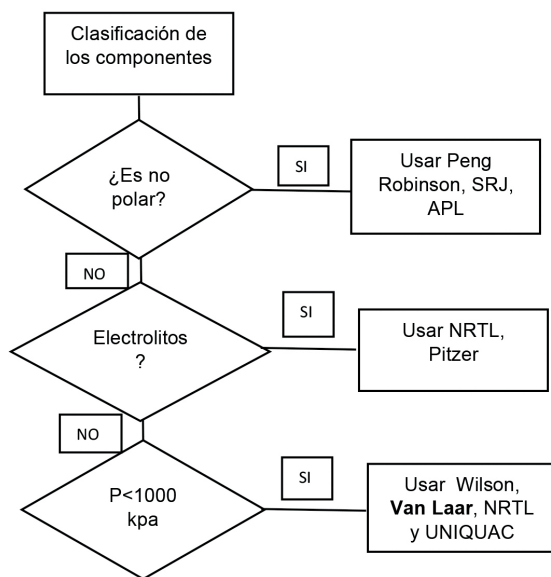 Clasificación de
los componentes
¿Es no
polar?
SI
Usar Peng
Robinson, SRJ,
APL
NO
Electrolitos
?
SI
Usar NRTL,
Pitzer
NO
P<1000
kpa
SI
Usar Wilson,
Van Laar, NRTL
y UNIQUAC